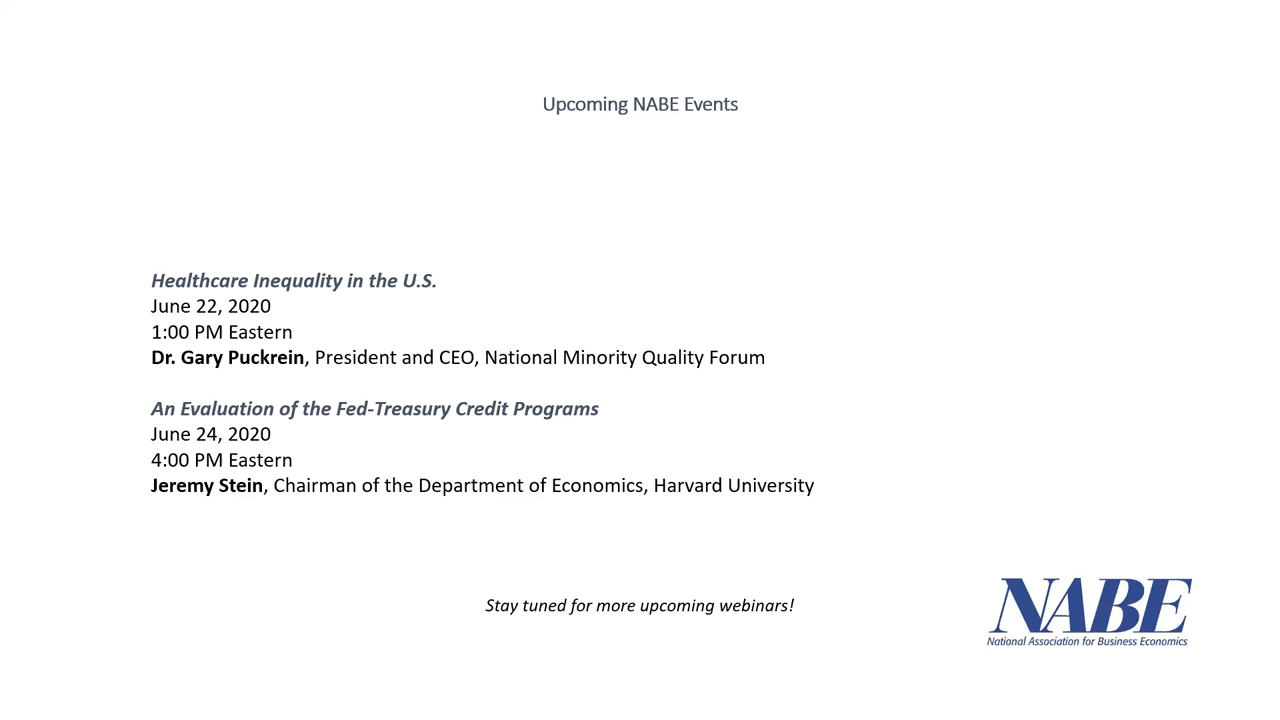 Upcoming NABE Events
Healthcare Inequality in the U.S.
June 22, 2020
1:00 PM Eastern
Dr. Gary Puckrein, President and CEO, National Minority Quality Forum
An Evaluation of the Fed-Treasury Credit Programs
June 24, 2020
4:00 PM Eastern
Jeremy Stein, Chairman of the Department of Economics, Harvard University
Stay tuned for more upcoming webinars!
NABE
National Association for Business Economics